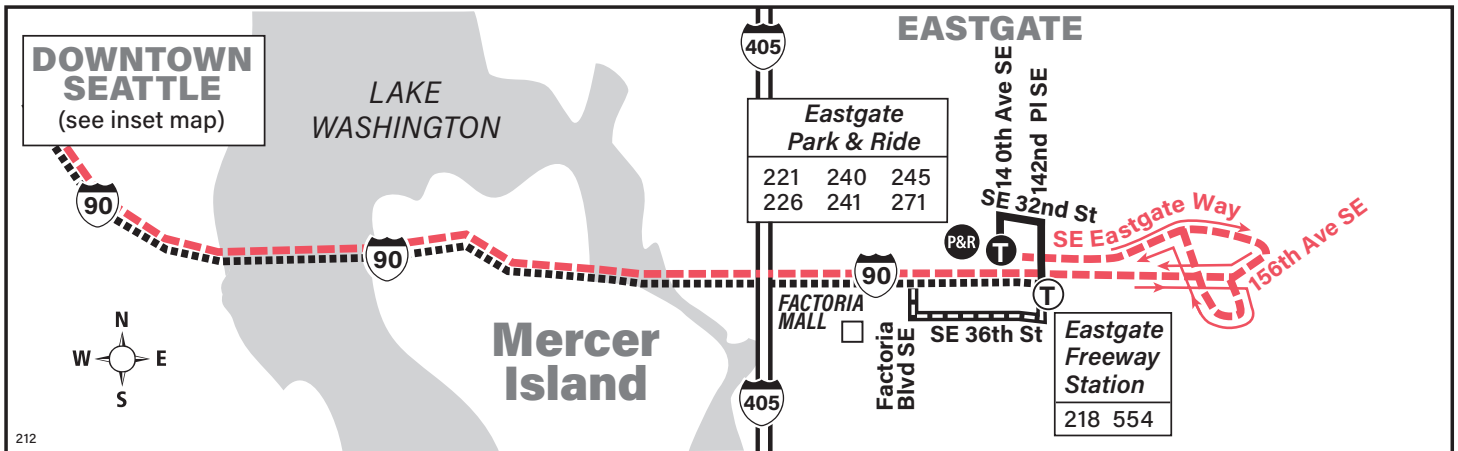 DOWNTOWN
SEATTLE
(see inset map)
LAKE
WASHINGTON
405
EASTGATE
Eastgate
Park & Ride
221 240 245
226 241 271
14 0th Ave SE
142nd Pl SE
SE 32nd St
SE Eastgate Way
156th Ave SE
P&R
T
90
90
90
T
FACTORIA
MALL
SE 36th St
Factoria
Blvd SE
Eastgate
Freeway
Station
218 554
Mercer
Island
N
W E
S
405
212